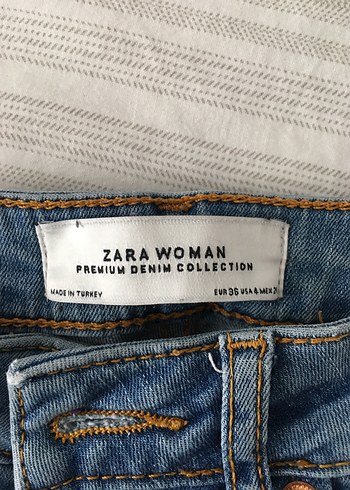 ZARA WOMAN
PREMIUM DENIM COLLECTION
MADE IN TURKEY EUR 36 USA 4 MEX